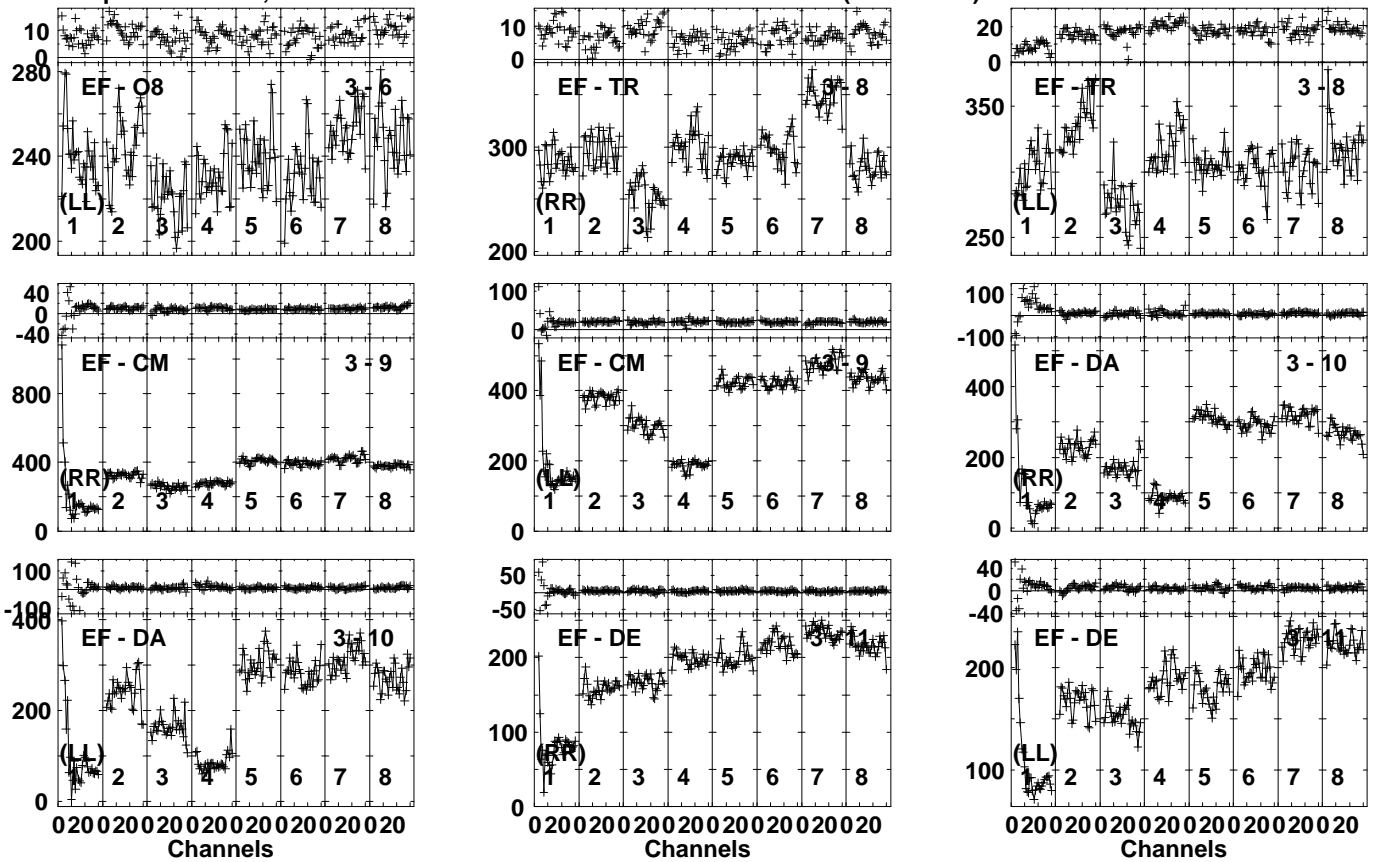 10 0 10 0 20 0
280 EF - O8 3 - 6 EF - TR 3 - 8 EF - TR 3 - 8
350
300
240
(LL) (RR) (LL)
1 2 3 4 5 6 7 8 1 2 3 4 5 6 7 8 1 2 3 4 5 6 7 8
200 200 250
40 0 -40 100 0 100 -100
EF - CM 3 - 9 EF - CM 3 - 9 EF - DA 3 - 10
800 400 400
400 200 200
(RR) (LL) (RR)
1 2 3 4 5 6 7 8 1 2 3 4 5 6 7 8 1 2 3 4 5 6 7 8
0 0 0
100 -100 50 -50 40 0 -40
400 EF - DA 3 - 10 EF - DE 3 - 11 EF - DE 3 - 11
200 200 200
100 100
(LL) (RR) (LL)
1 2 3 4 5 6 7 8 1 2 3 4 5 6 7 8 1 2 3 4 5 6 7 8
0 0
0 20 0 20 0 20 0 20 0 20 0 20 0 20 0 20 0 20 0 20 0 20 0 20 0 20 0 20 0 20 0 20 0 20 0 20 0 20 0 20 0 20 0 20 0 20 0 20
Channels Channels Channels